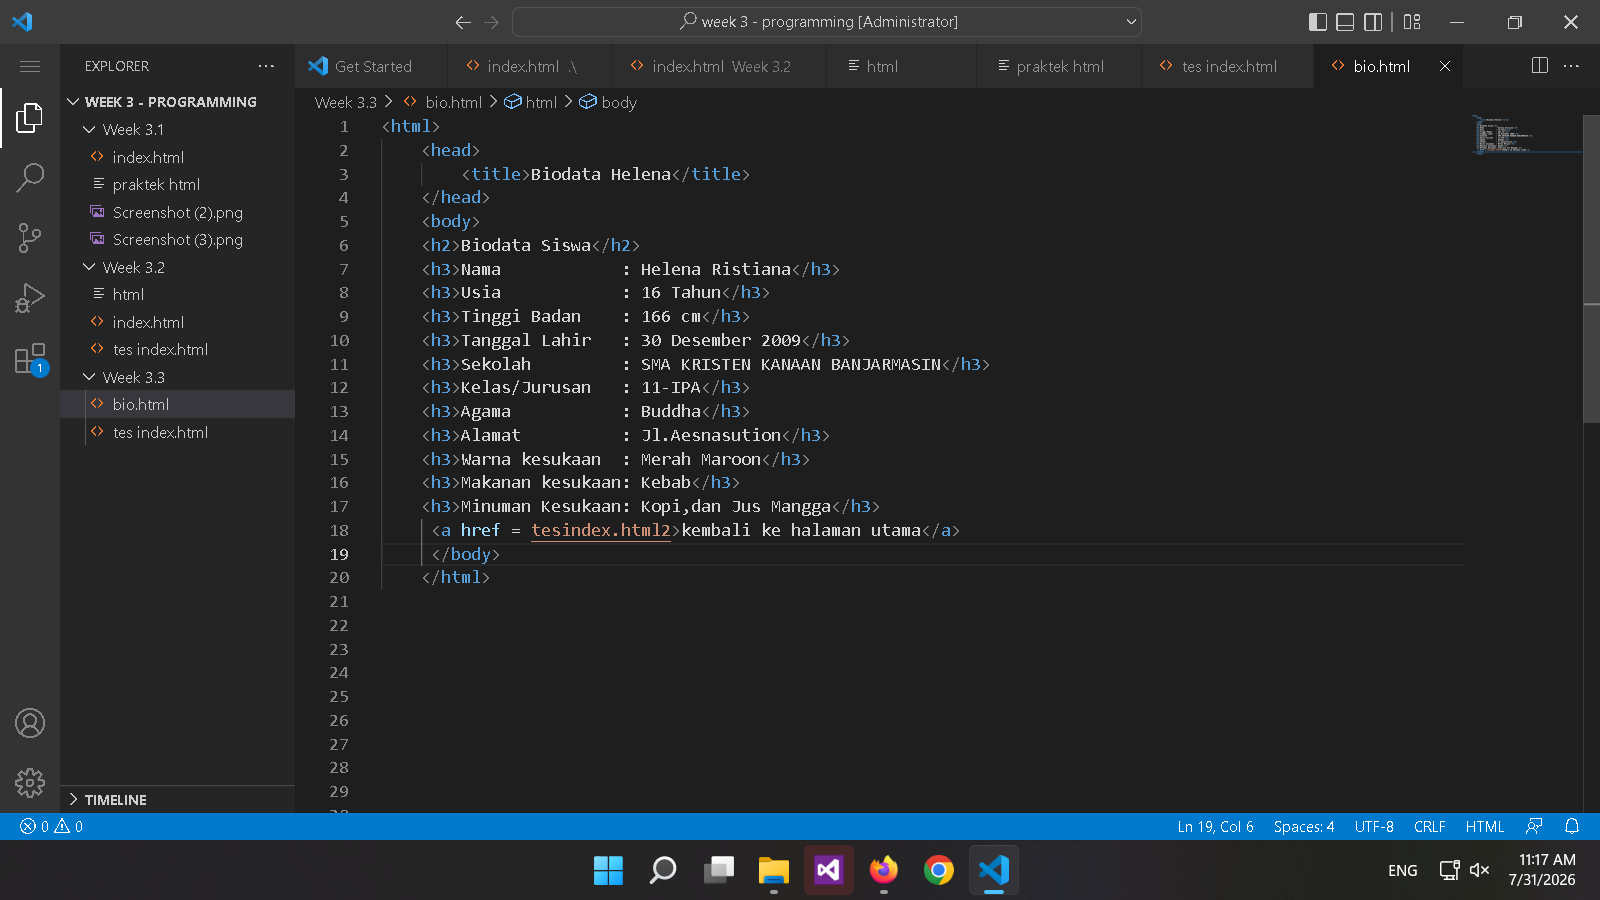 week 3 - programming [Administrator]
EXPLORER
Get Started
index.html .\
index.html Week 3.2
html
praktek html
tes index.html
bio.html
WEEK 3 - PROGRAMMING
Week 3.1
index.html
praktek html
Screenshot (2).png
Screenshot (3).png
Week 3.2
html
index.html
tes index.html
Week 3.3
bio.html
tes index.html
TIMELINE
Week 3.3 > bio.html > html > body
1 <html>
2 <head>
3 <title>Biodata Helena</title>
4 </head>
5 <body>
6 <h2>Biodata Siswa</h2>
7 <h3>Nama : Helena Ristiana</h3>
8 <h3>Usia : 16 Tahun</h3>
9 <h3>Tinggi Badan : 166 cm</h3>
10 <h3>Tanggal Lahir : 30 Desember 2009</h3>
11 <h3>Sekolah : SMA KRISTEN KANAAN BANJARMASIN</h3>
12 <h3>Kelas/Jurusan : 11-IPA</h3>
13 <h3>Agama : Buddha</h3>
14 <h3>Alamat : Jl.Aesnasution</h3>
15 <h3>Warna kesukaan : Merah Maroon</h3>
16 <h3>Makanan kesukaan: Kebab</h3>
17 <h3>Minuman Kesukaan: Kopi,dan Jus Mangga</h3>
18 <a href = tesindex.html2>kembali ke halaman utama</a>
19 </body>
20 </html>
21
22
23
24
25
26
27
28
29
1
0 0
Ln 19, Col 6
Spaces: 4
UTF-8
CRLF
HTML
ENG
11:17 AM
7/31/2026